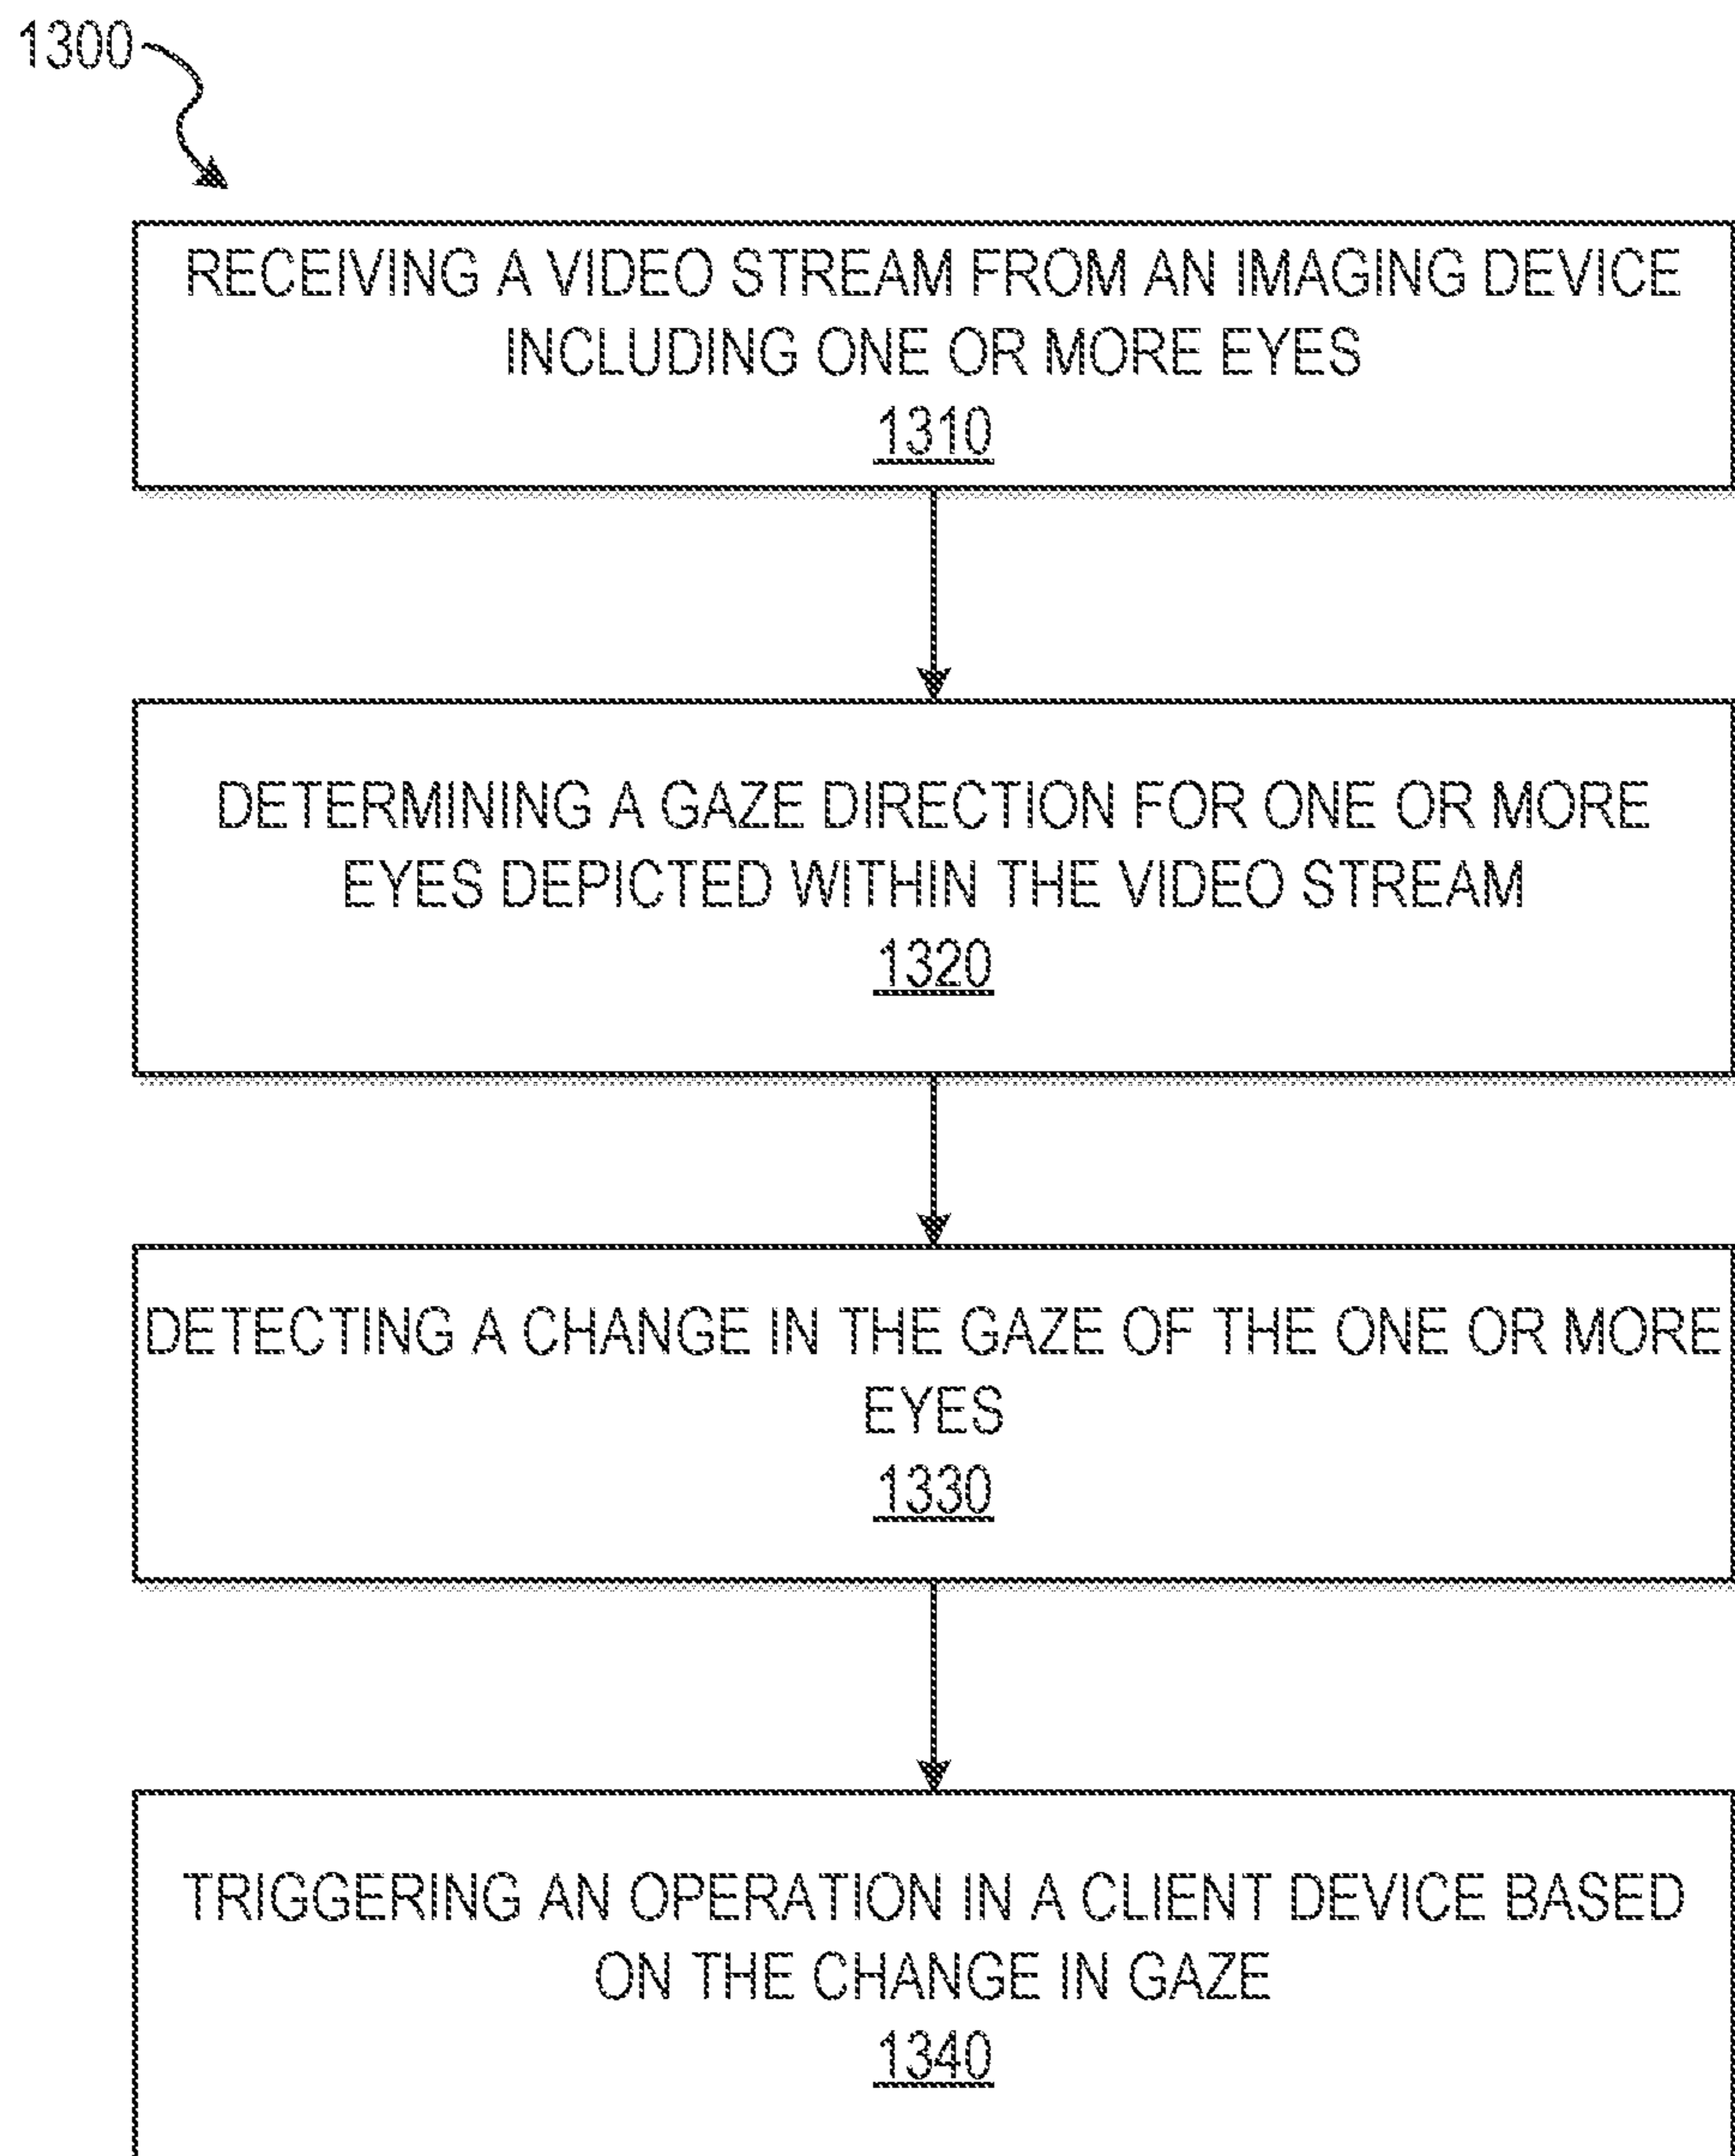 1300
RECEIVING A VIDEO STREAM FROM AN IMAGING DEVICE
INCLUDING ONE OR MORE EYES
1310
DETERMINING A GAZE DIRECTION FOR ONE OR MORE
EYES DEPICTED WITHIN THE VIDEO STREAM
1320
DETECTING A CHANGE IN THE GAZE OF THE ONE OR MORE
EYES
1330
TRIGGERING AN OPERATION IN A CLIENT DEVICE BASED
ON THE CHANGE IN GAZE
1340